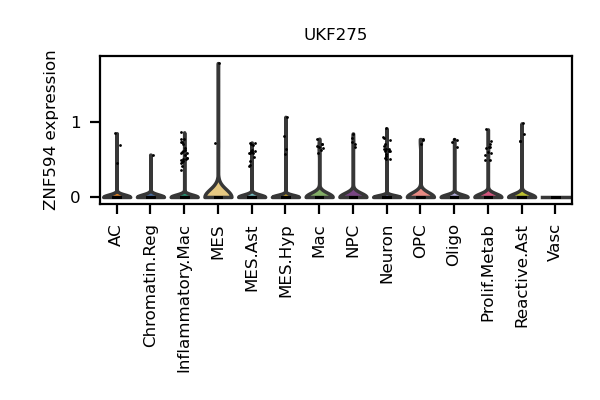 UKF275
ZNF594 expression
1
0
AC
Chromatin.Reg
Inflammatory.Mac
MES
MES.Ast
MES.Hyp
Mac
NPC
Neuron
OPC
Oligo
Prolif.Metab
Reactive.Ast
Vasc